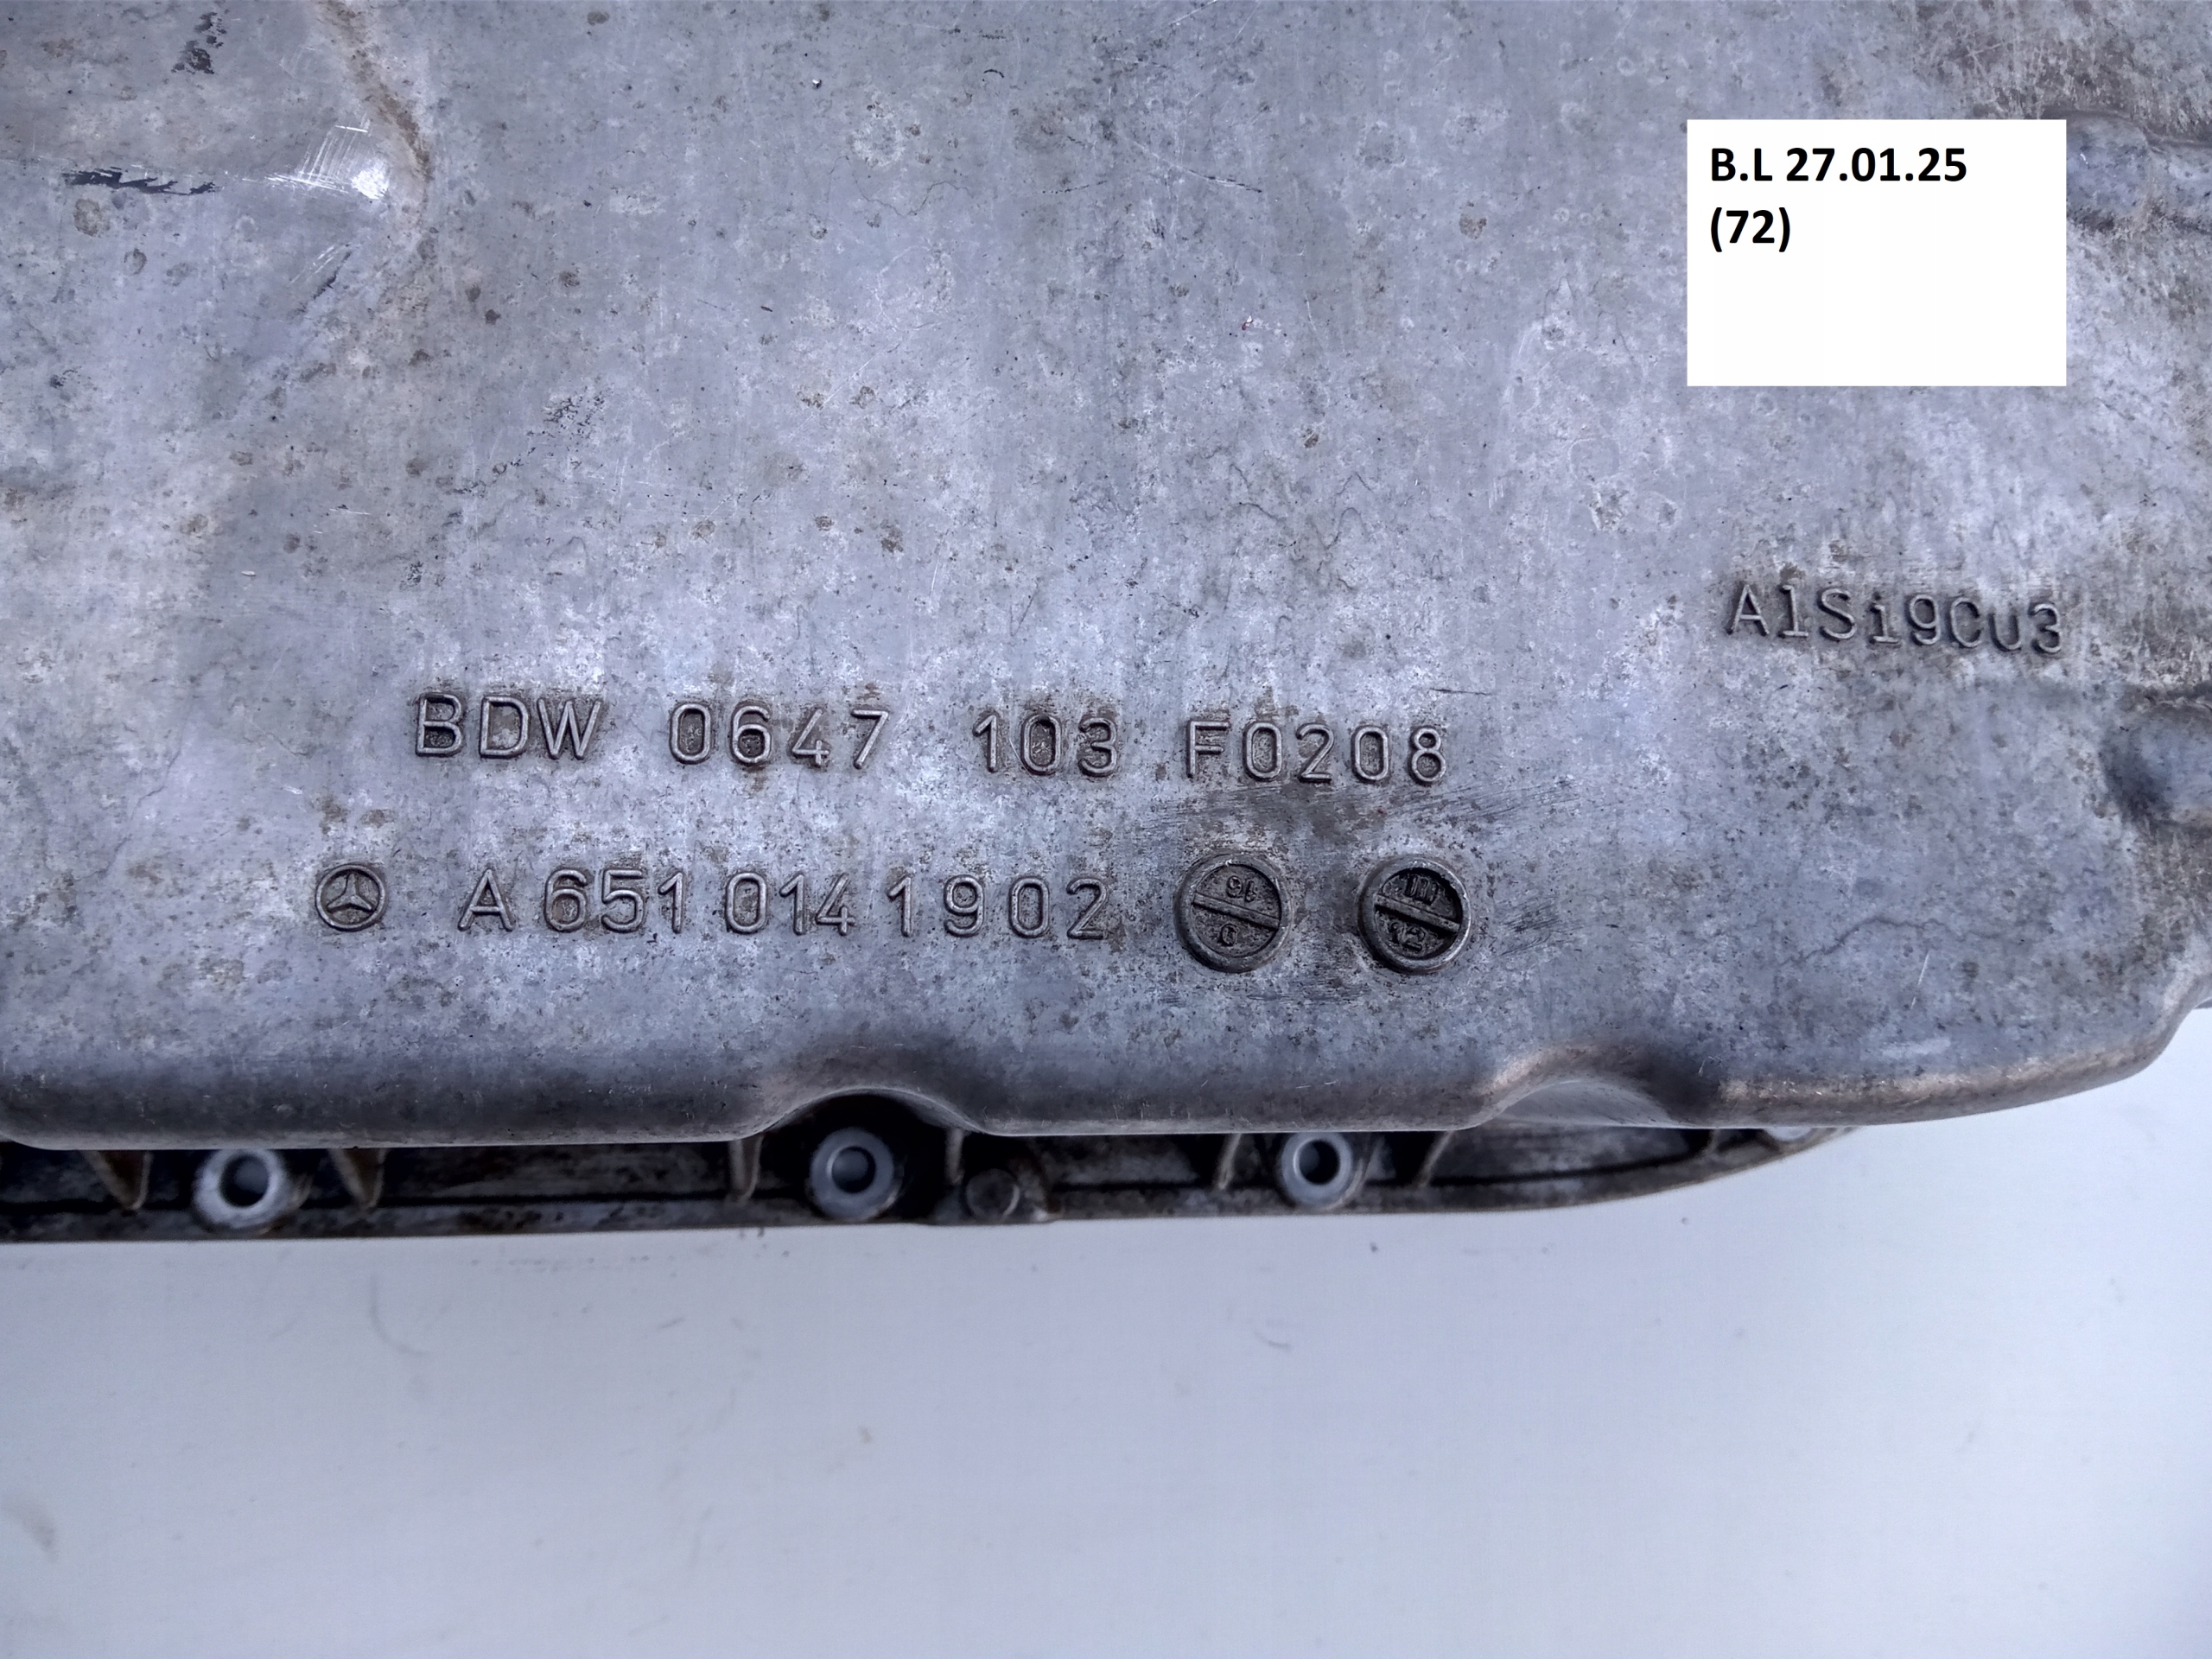 B.L 27.01.25
(72)
AlSi9Cu3
BDW 0647 103 F0208
A 651 014 1902